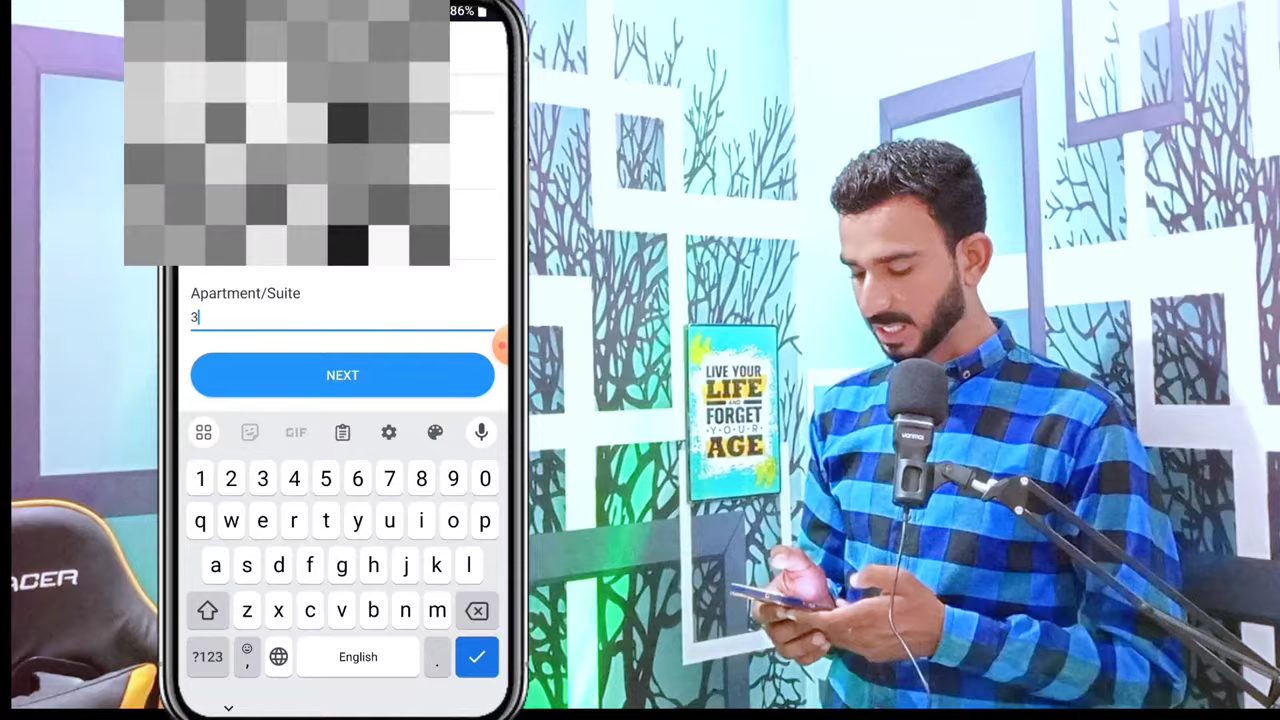 86%
Apartment/Suite
3
NEXT
GIF
1 2 3 4 5 6 7 8 9 0
q w e r t y u i o p
a s d f g h j k l
z x c v b n m
?123 , English .
LIVE YOUR
LIFE
AND
FORGET
·Y·O·U·R·
AGE
ACER